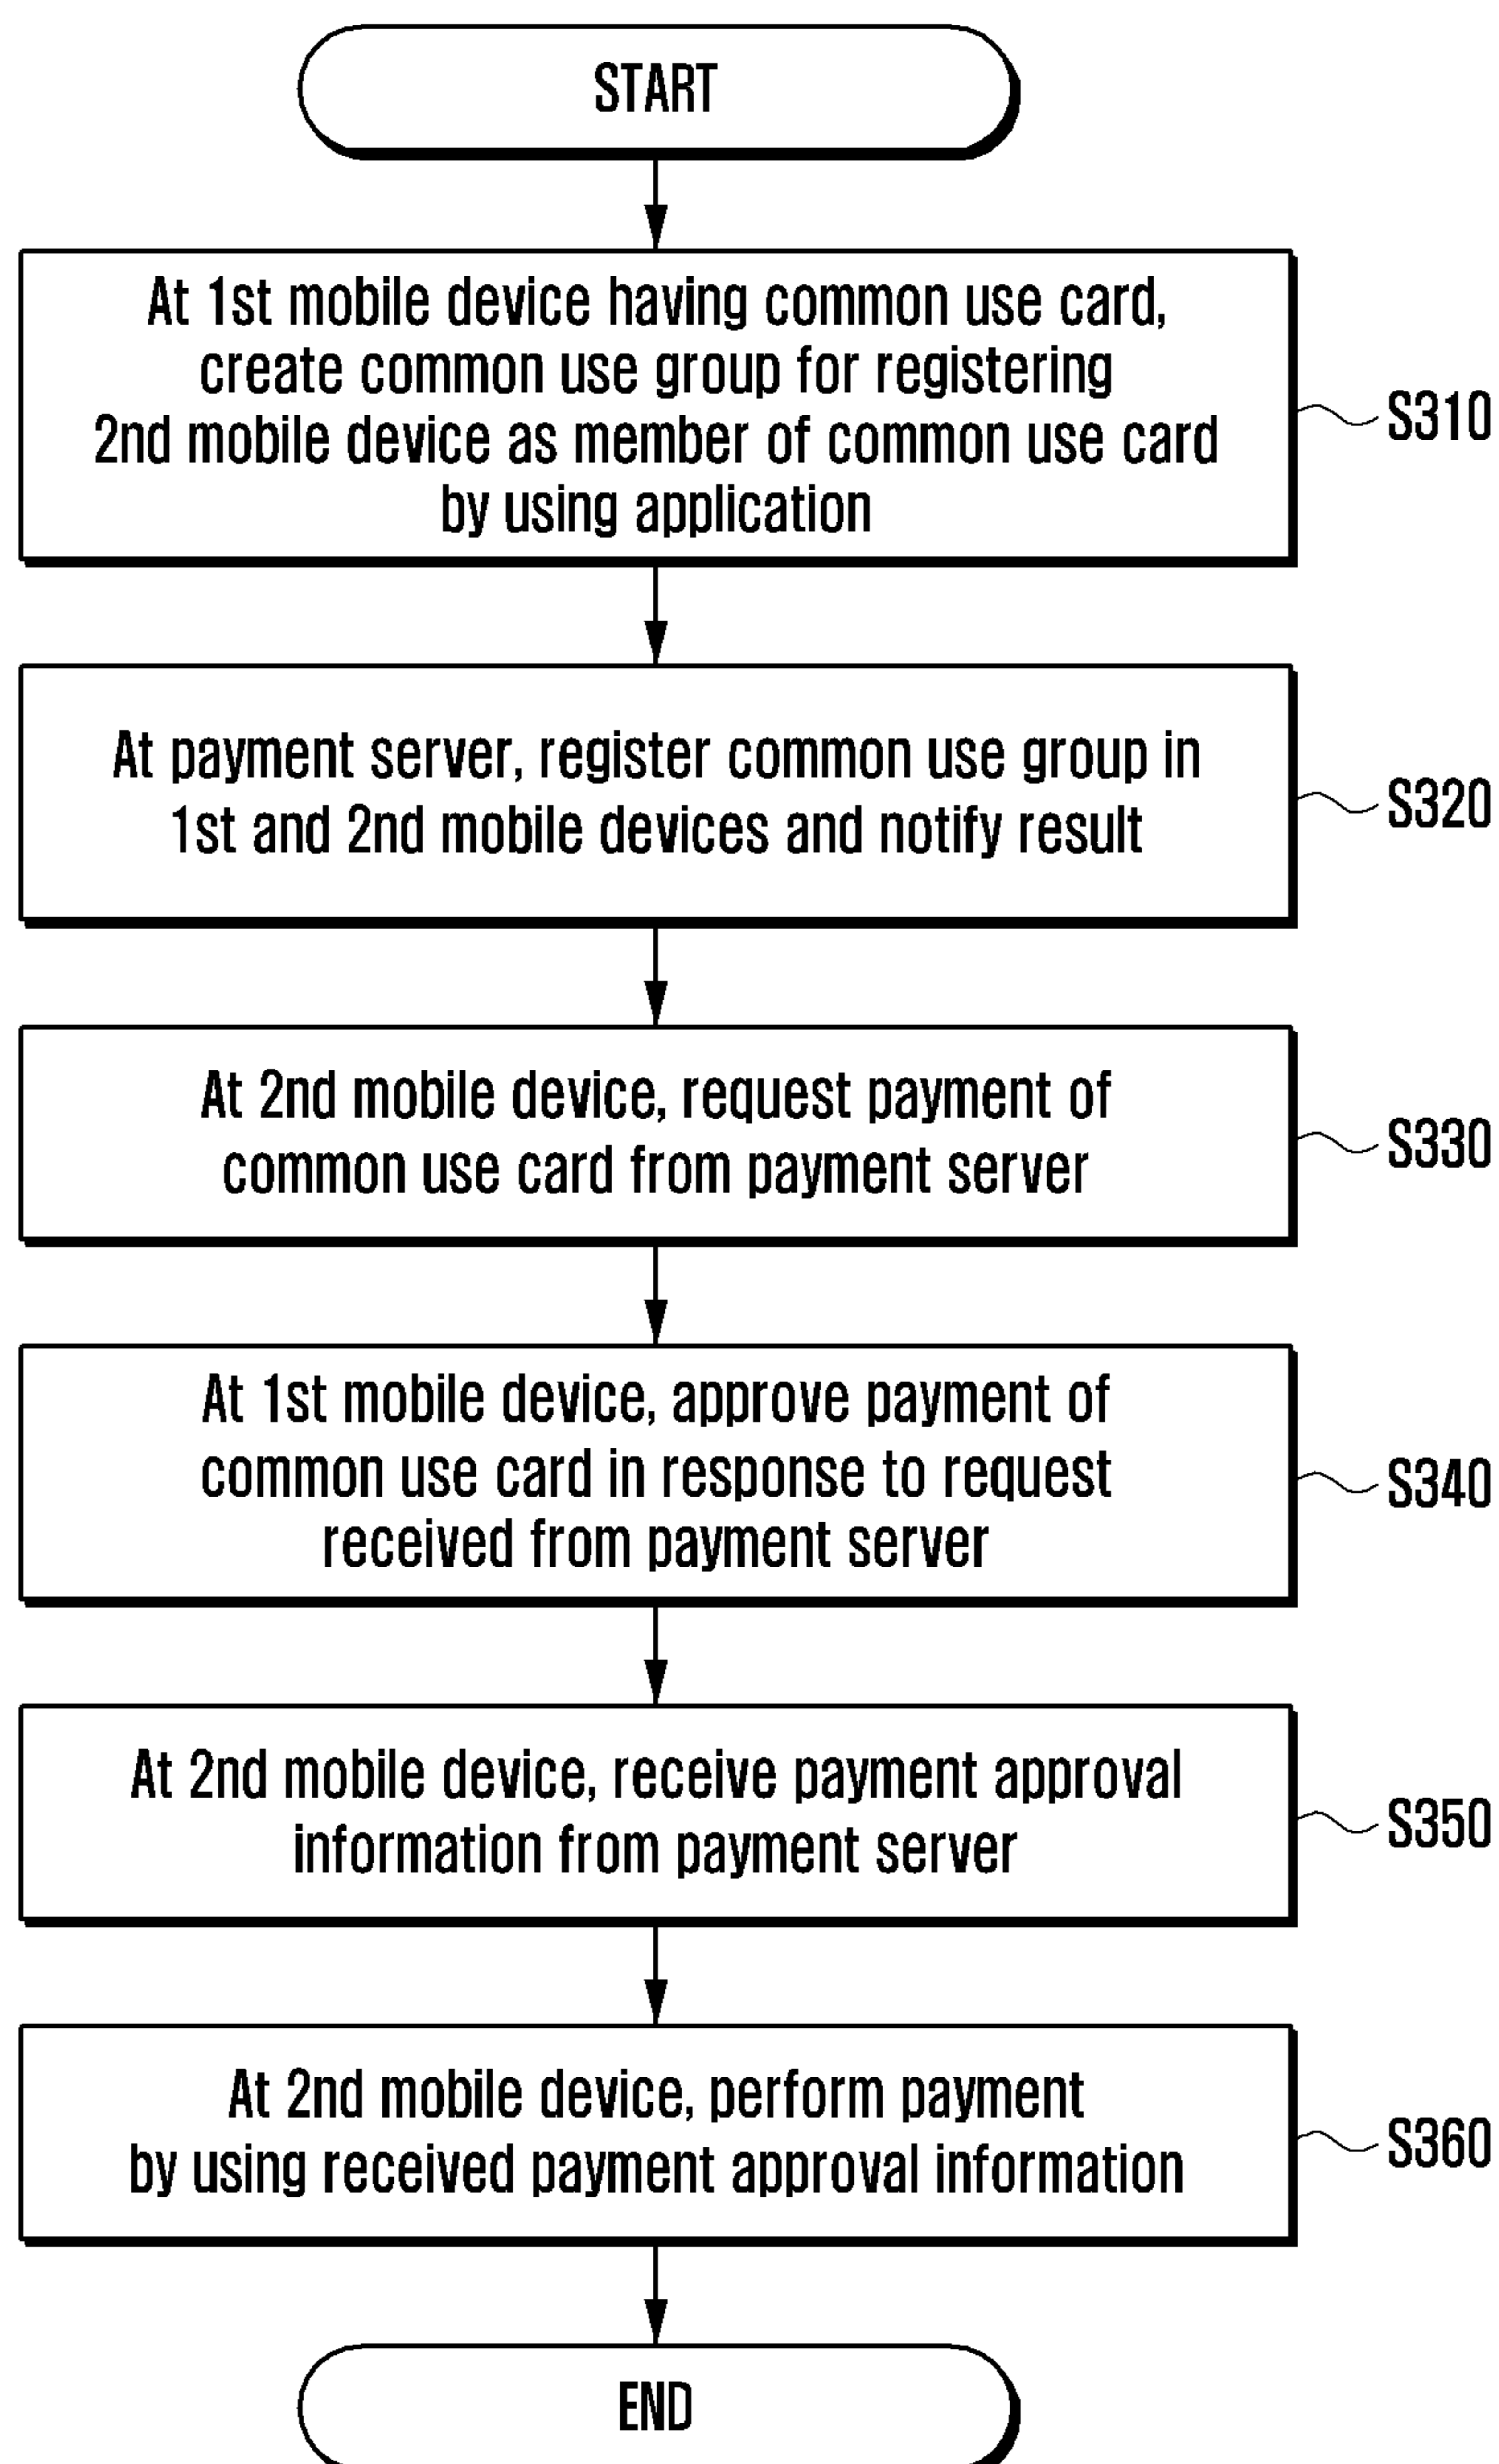 START
At 1st mobile device having common use card,
create common use group for registering
2nd mobile device as member of common use card
by using application
S310
At payment server, register common use group in
1st and 2nd mobile devices and notify result
S320
At 2nd mobile device, request payment of
common use card from payment server
S330
At 1st mobile device, approve payment of
common use card in response to request
received from payment server
S340
At 2nd mobile device, receive payment approval
information from payment server
S350
At 2nd mobile device, perform payment
by using received payment approval information
S360
END